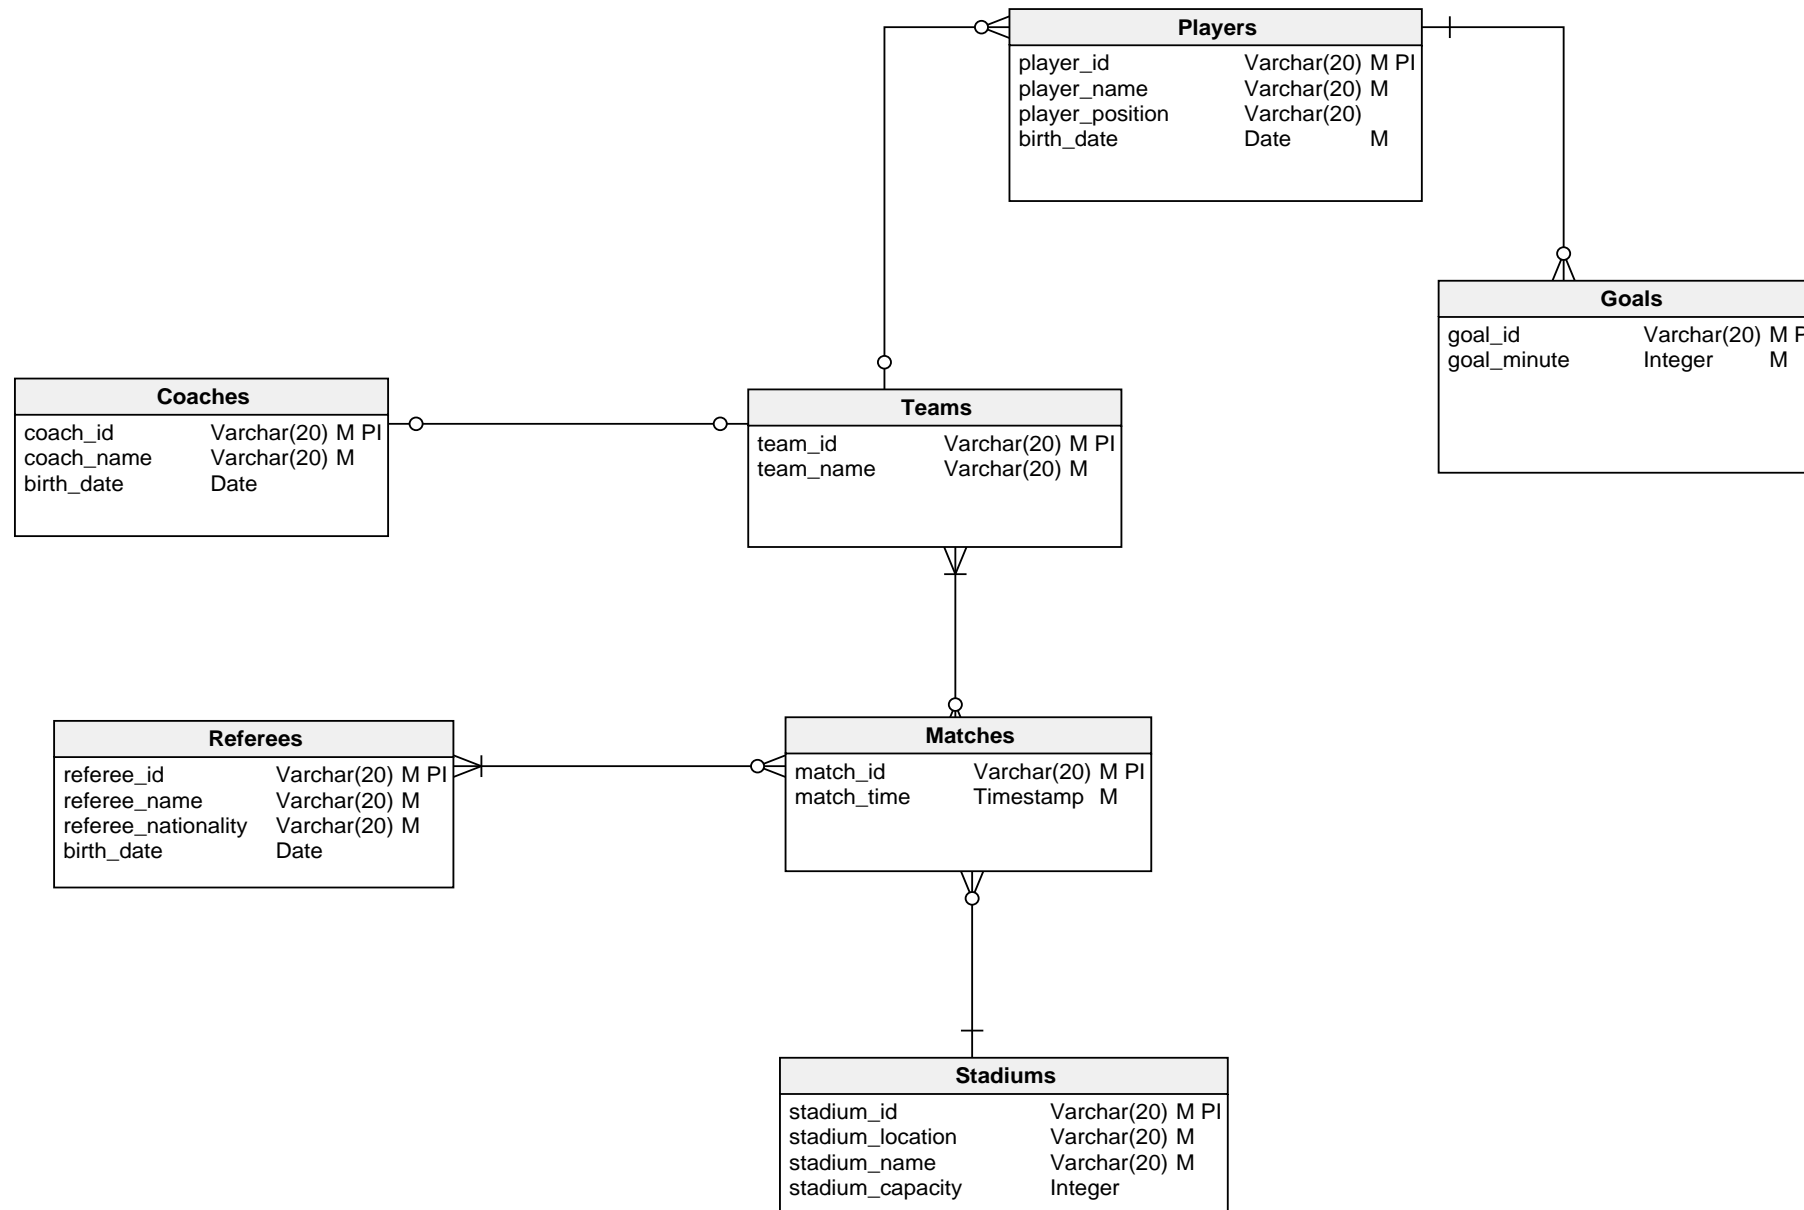 Players
player_id Varchar(20) M PI
player_name Varchar(20) M
player_position Varchar(20)
birth_date Date M
Goals
goal_id Varchar(20) M
goal_minute Integer M
Coaches
coach_id Varchar(20) M PI
coach_name Varchar(20) M
birth_date Date
Teams
team_id Varchar(20) M PI
team_name Varchar(20) M
Referees
referee_id Varchar(20) M PI
referee_name Varchar(20) M
referee_nationality Varchar(20) M
birth_date Date
Matches
match_id Varchar(20) M PI
match_time Timestamp M
Stadiums
stadium_id Varchar(20) M PI
stadium_location Varchar(20) M
stadium_name Varchar(20) M
stadium_capacity Integer